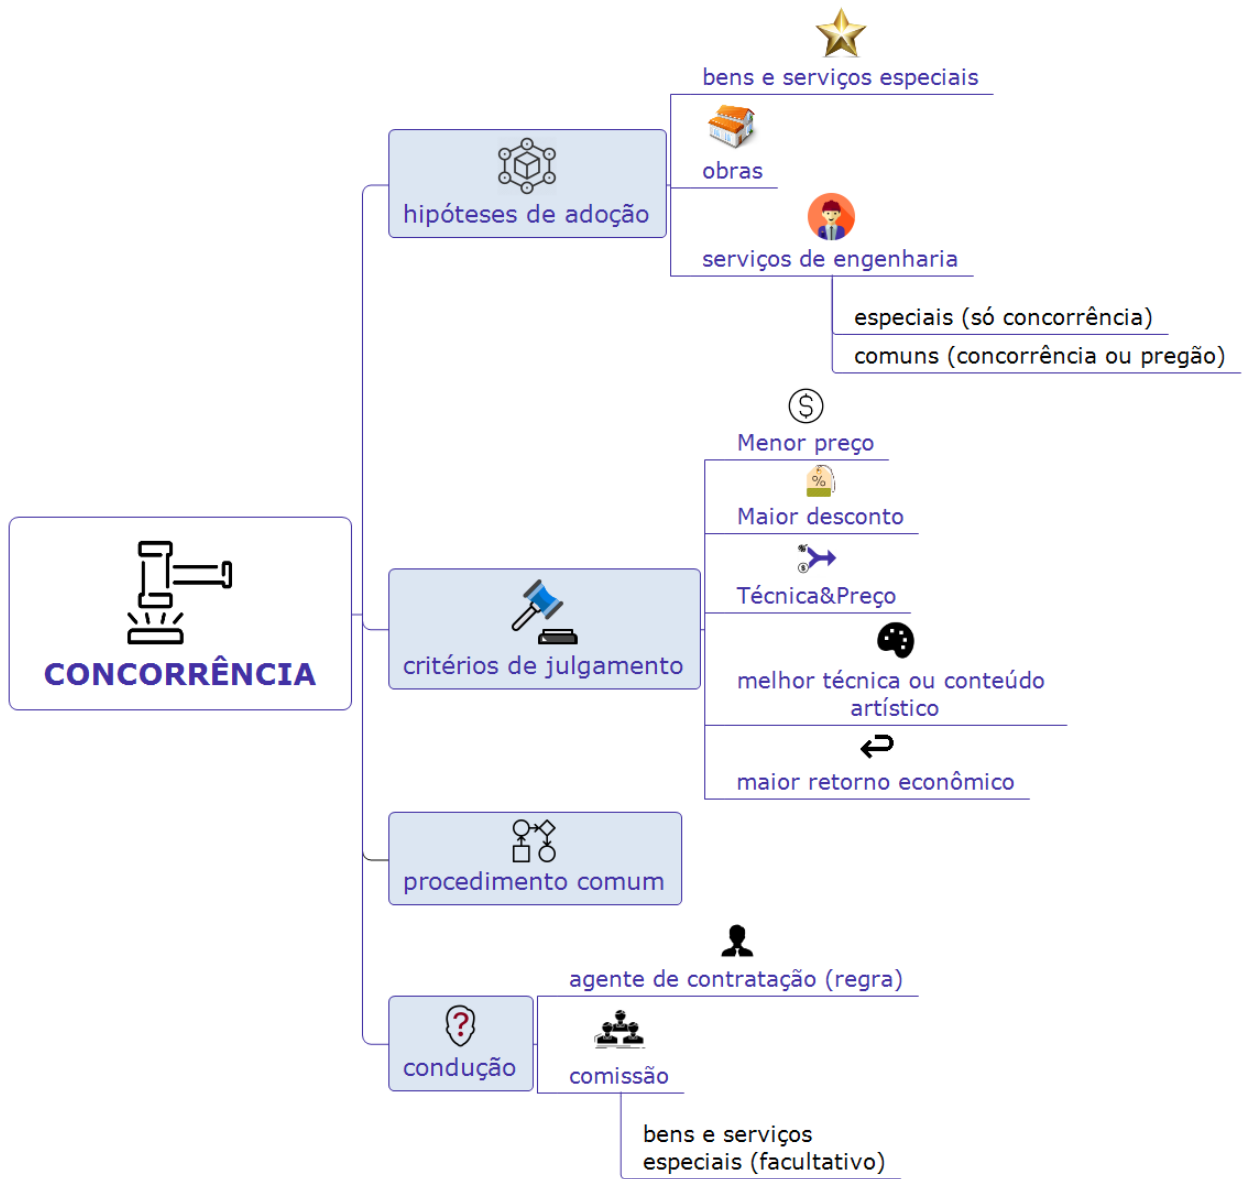 bens e serviços especiais
obras
hipóteses de adoção
serviços de engenharia
especiais (só concorrência)
comuns (concorrência ou pregão)
$
Menor preço
%
Maior desconto
Técnica&Preço
CONCORRÊNCIA
critérios de julgamento
melhor técnica ou conteúdo
artístico
maior retorno econômico
procedimento comum
agente de contratação (regra)
?
condução
comissão
bens e serviços
especiais (facultativo)